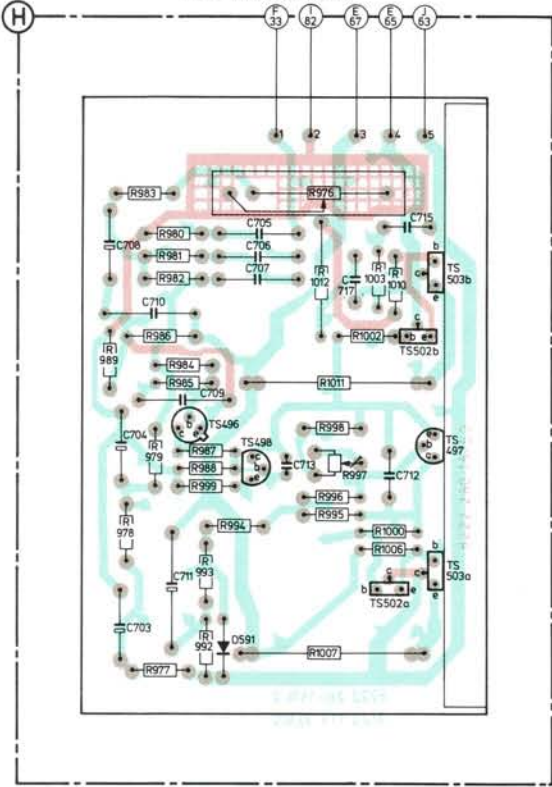 H
F 33
I 82
E 67
E 65
J 63
1 2 3 4 5
R983
R976
C705
C715
C708
R980
C706
R981
C707
R982
R 1012
C 717
R 1003
R 1010
b
c
e
TS 503b
C710
R986
R 989
R1002
c
b e
TS502b
R984
R985
R1011
C709
b
c e
TS496
C704
R 979
R987
R988
R999
TS498
c
b
e
R998
C713
R997
C712
e
b
c
TS 497
R996
R995
R 978
R994
R1000
R1006
b
c
e
TS 503a
C711
R 993
c
b e
TS502a
C703
R 992
D591
R1007
R977